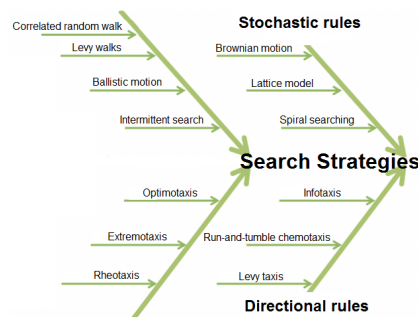 Stochastic rules
Correlated random walk
Levy walks
Brownian motion
Ballistic motion
Lattice model
Intermittent search
Spiral searching
Search Strategies
Optimotaxis
Infotaxis
Extremotaxis
Run-and-tumble chemotaxis
Rheotaxis
Levy taxis
Directional rules